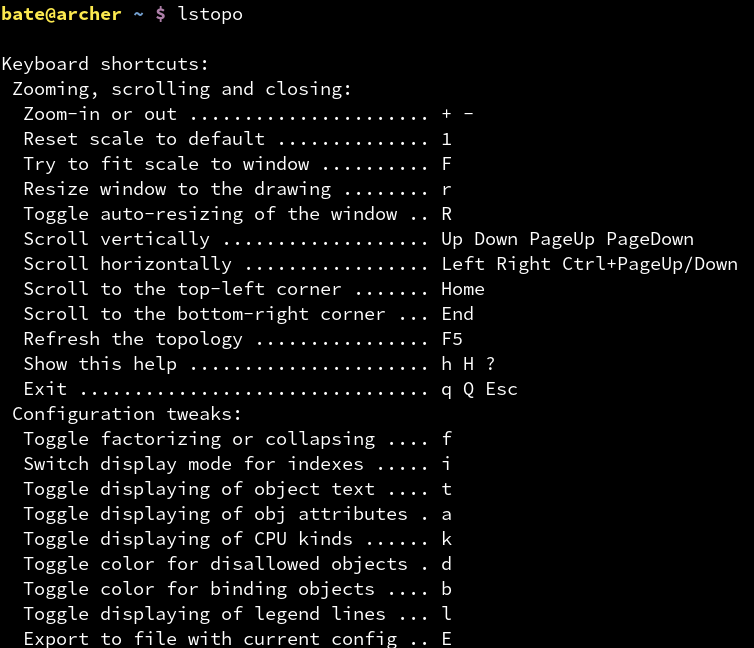 bate@archer ~ $ lstopo
Keyboard shortcuts:
 Zooming, scrolling and closing:
  Zoom-in or out ...................... + -
  Reset scale to default .............. 1
  Try to fit scale to window .......... F
  Resize window to the drawing ........ r
  Toggle auto-resizing of the window .. R
  Scroll vertically ................... Up Down PageUp PageDown
  Scroll horizontally ................. Left Right Ctrl+PageUp/Down
  Scroll to the top-left corner ....... Home
  Scroll to the bottom-right corner ... End
  Refresh the topology ................ F5
  Show this help ...................... h H ?
  Exit ................................ q Q Esc
 Configuration tweaks:
  Toggle factorizing or collapsing .... f
  Switch display mode for indexes ..... i
  Toggle displaying of object text .... t
  Toggle displaying of obj attributes . a
  Toggle displaying of CPU kinds ...... k
  Toggle color for disallowed objects . d
  Toggle color for binding objects .... b
  Toggle displaying of legend lines ... l
  Export to file with current config .. E